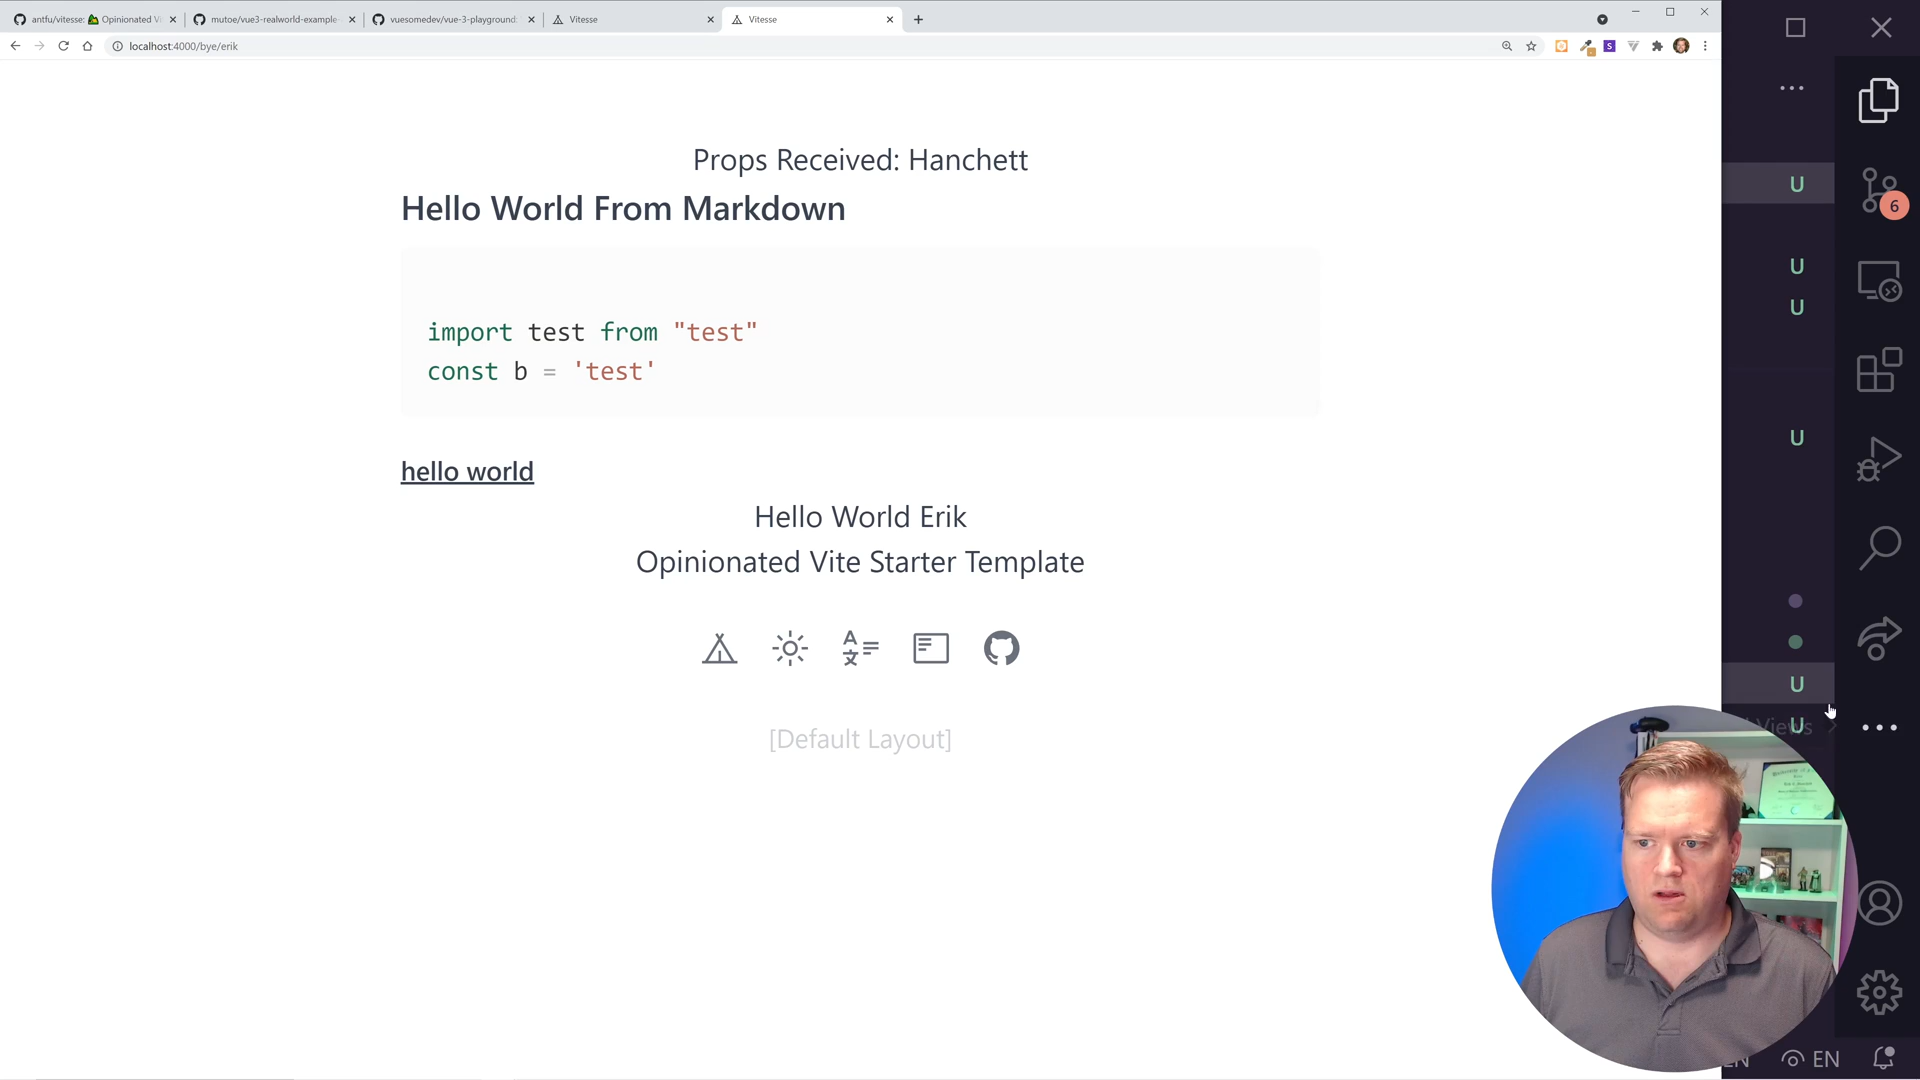 antfu/vitesse: 🏕 Opinionated Vi
mutoe/vue3-realworld-example-
vuesomedev/vue-3-playground:
Vitesse
Vitesse
localhost:4000/bye/erik
Props Received: Hanchett
Hello World From Markdown
import test from "test"
const b = 'test'
hello world
Hello World Erik
Opinionated Vite Starter Template
[Default Layout]
U
U
U
U
U
U
Views
6
EN